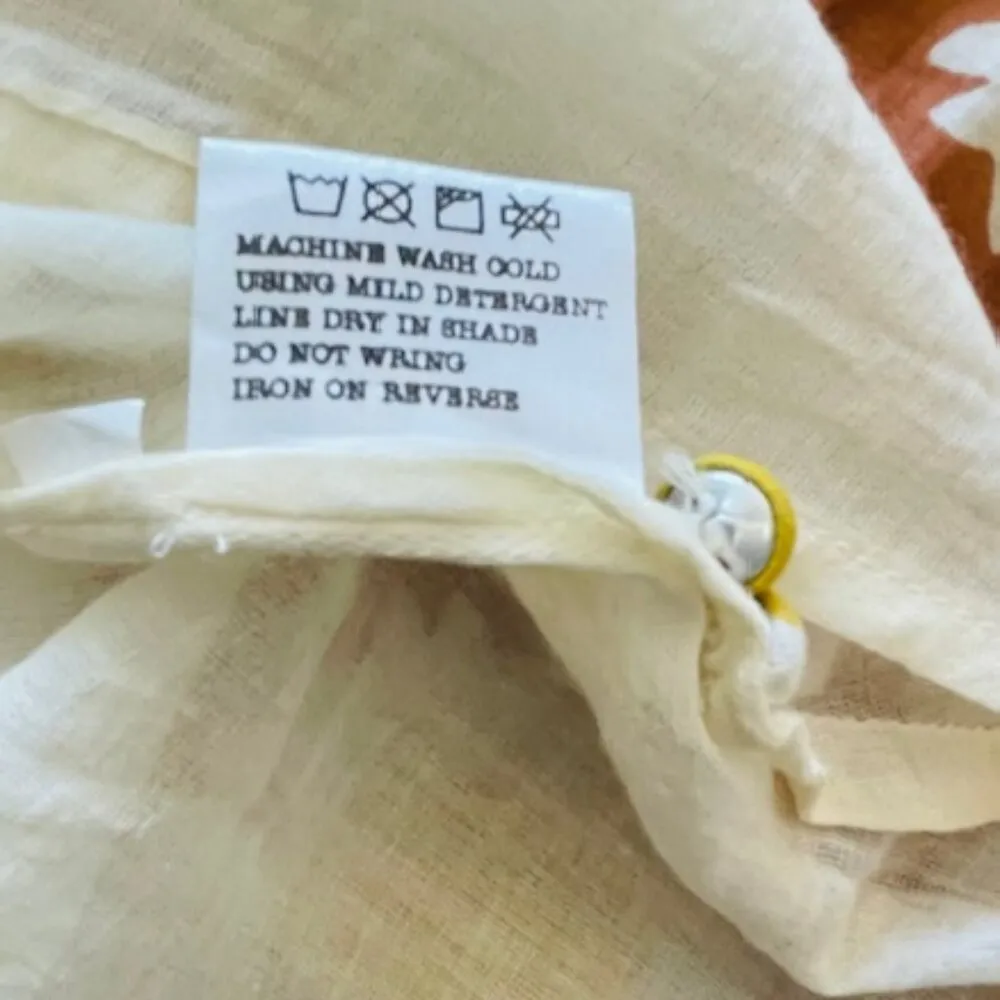 MACHINE WASH COLD
USING MILD DETERGENT
LINE DRY IN SHADE
DO NOT WRING
IRON ON REVERSE